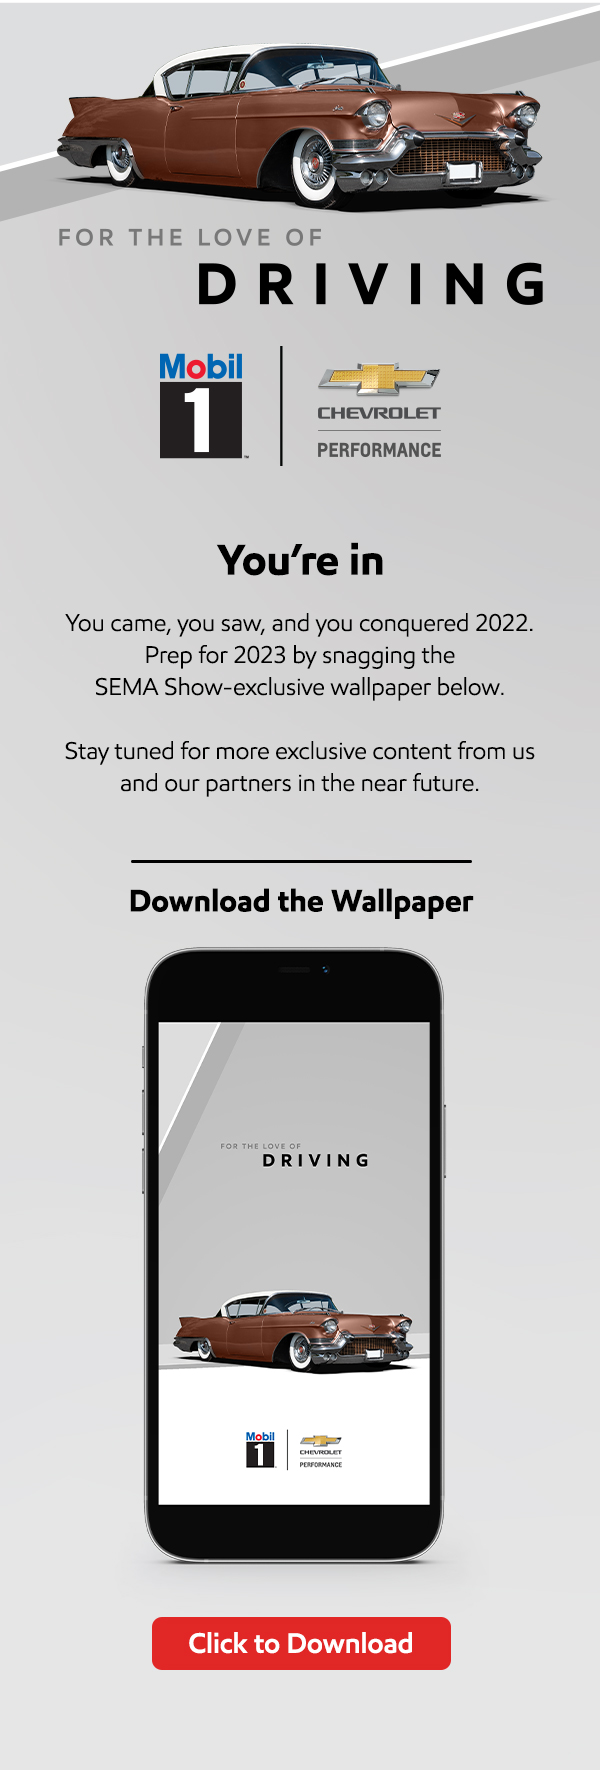 FOR THE LOVE OF
DRIVING
Mobil
1
™
CHEVROLET
PERFORMANCE
You're in
You came, you saw, and you conquered 2022.
Prep for 2023 by snagging the
SEMA Show-exclusive wallpaper below.
Stay tuned for more exclusive content from us
and our partners in the near future.
Download the Wallpaper
FOR THE LOVE OF
DRIVING
Mobil
1
CHEVROLET
PERFORMANCE
Click to Download